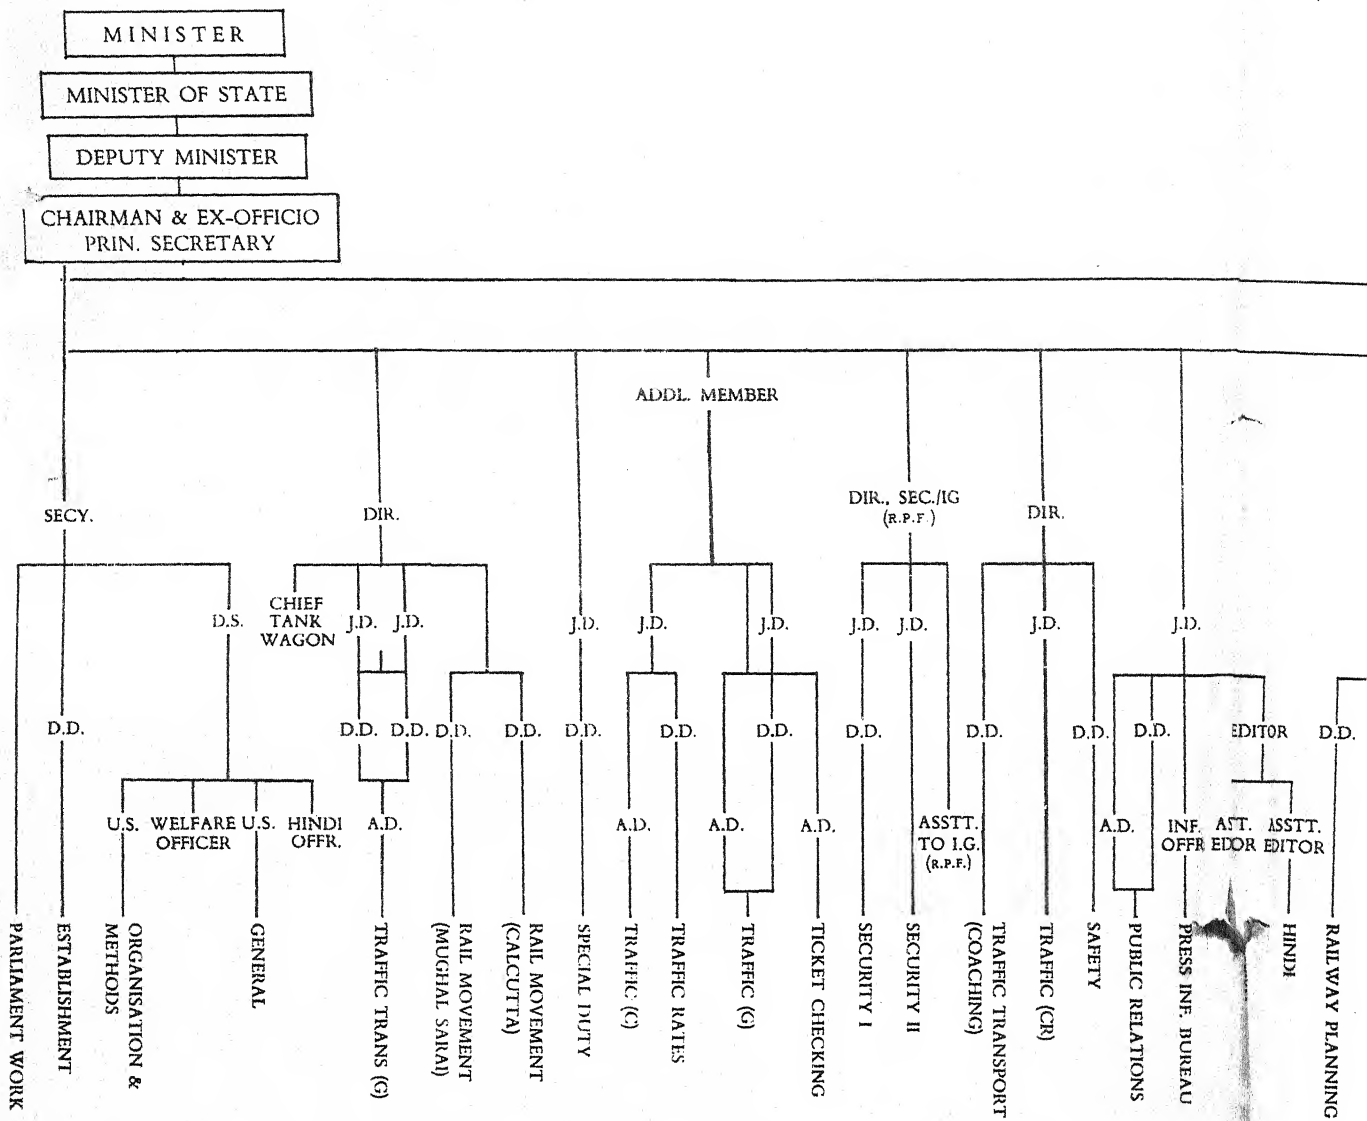 MINISTER
MINISTER OF STATE
DEPUTY MINISTER
CHAIRMAN & EX-OFFICIO
PRIN. SECRETARY
ADDL. MEMBER
SECY.
DIR.
DIR., SEC./IG
(R.P.F.)
DIR.
D.S.
CHIEF
TANK
WAGON
J.D.
J.D.
J.D.
J.D.
J.D.
J.D.
J.D.
J.D.
J.D.
D.D.
D.D.
D.D.
D.D.
D.D.
D.D.
D.D.
D.D.
D.D.
D.D.
D.D.
D.D.
EDITOR
D.D.
U.S.
WELFARE
OFFICER
U.S.
HINDI
OFFR.
A.D.
A.D.
A.D.
A.D.
ASSTT.
TO I.G.
(R.P.F.)
A.D.
INF.
OFFR
ASSTT.
EDITOR
PARLIAMENT WORK
ESTABLISHMENT
ORGANISATION &
METHODS
GENERAL
TRAFFIC TRANS (G)
RAIL MOVEMENT
(MUGHAL SARAI)
RAIL MOVEMENT
(CALCUTTA)
SPECIAL DUTY
TRAFFIC (C)
TRAFFIC RATES
TRAFFIC (G)
TICKET CHECKING
SECURITY I
SECURITY II
TRAFFIC TRANSPORT
(COACHING)
TRAFFIC (CR)
SAFETY
PUBLIC RELATIONS
PRESS INF. BUREAU
HINDI
RAILWAY PLANNING